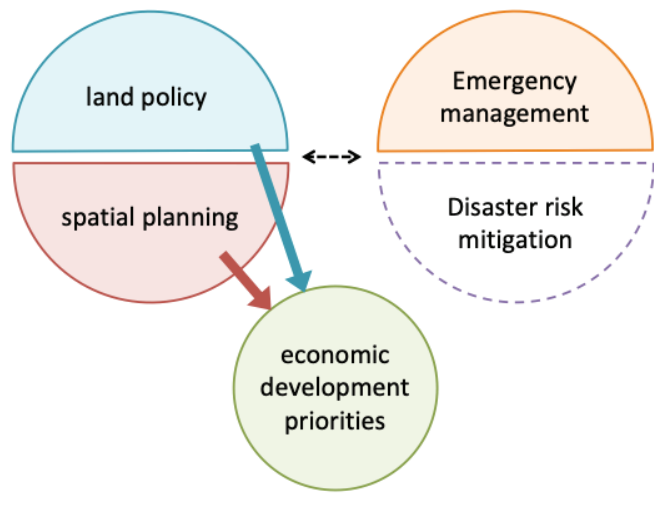 land policy
spatial planning
Emergency
management
Disaster risk
mitigation
economic
development
priorities